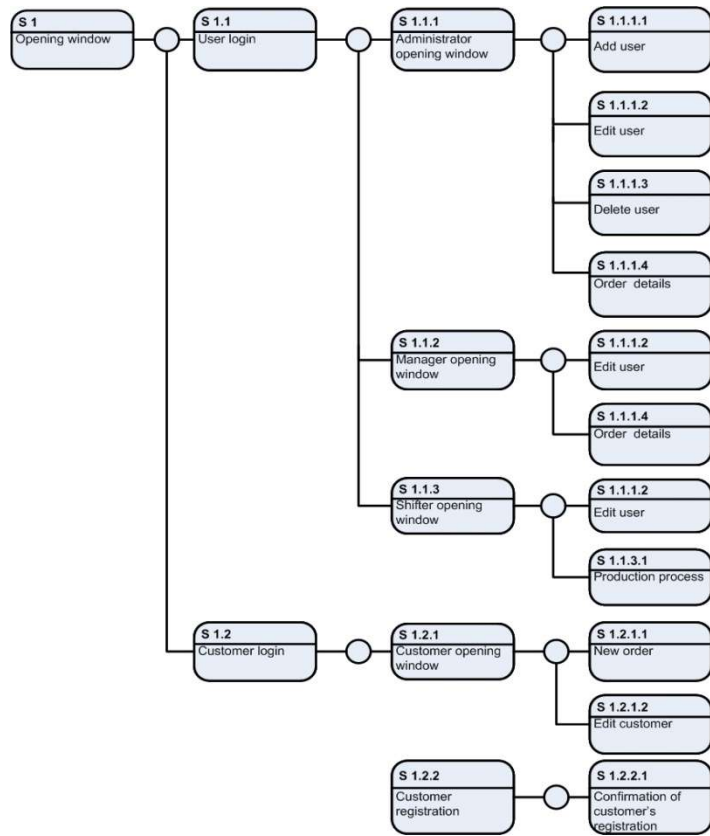 S 1
Opening window
S 1.1
User login
S 1.1.1
Administrator
opening window
S 1.1.1.1
Add user
S 1.1.1.2
Edit user
S 1.1.1.3
Delete user
S 1.1.1.4
Order details
S 1.1.2
Manager opening
window
S 1.1.1.2
Edit user
S 1.1.1.4
Order details
S 1.1.3
Shifter opening
window
S 1.1.1.2
Edit user
S 1.1.3.1
Production process
S 1.2
Customer login
S 1.2.1
Customer opening
window
S 1.2.1.1
New order
S 1.2.1.2
Edit customer
S 1.2.2
Customer
registration
S 1.2.2.1
Confirmation of
customer's
registration